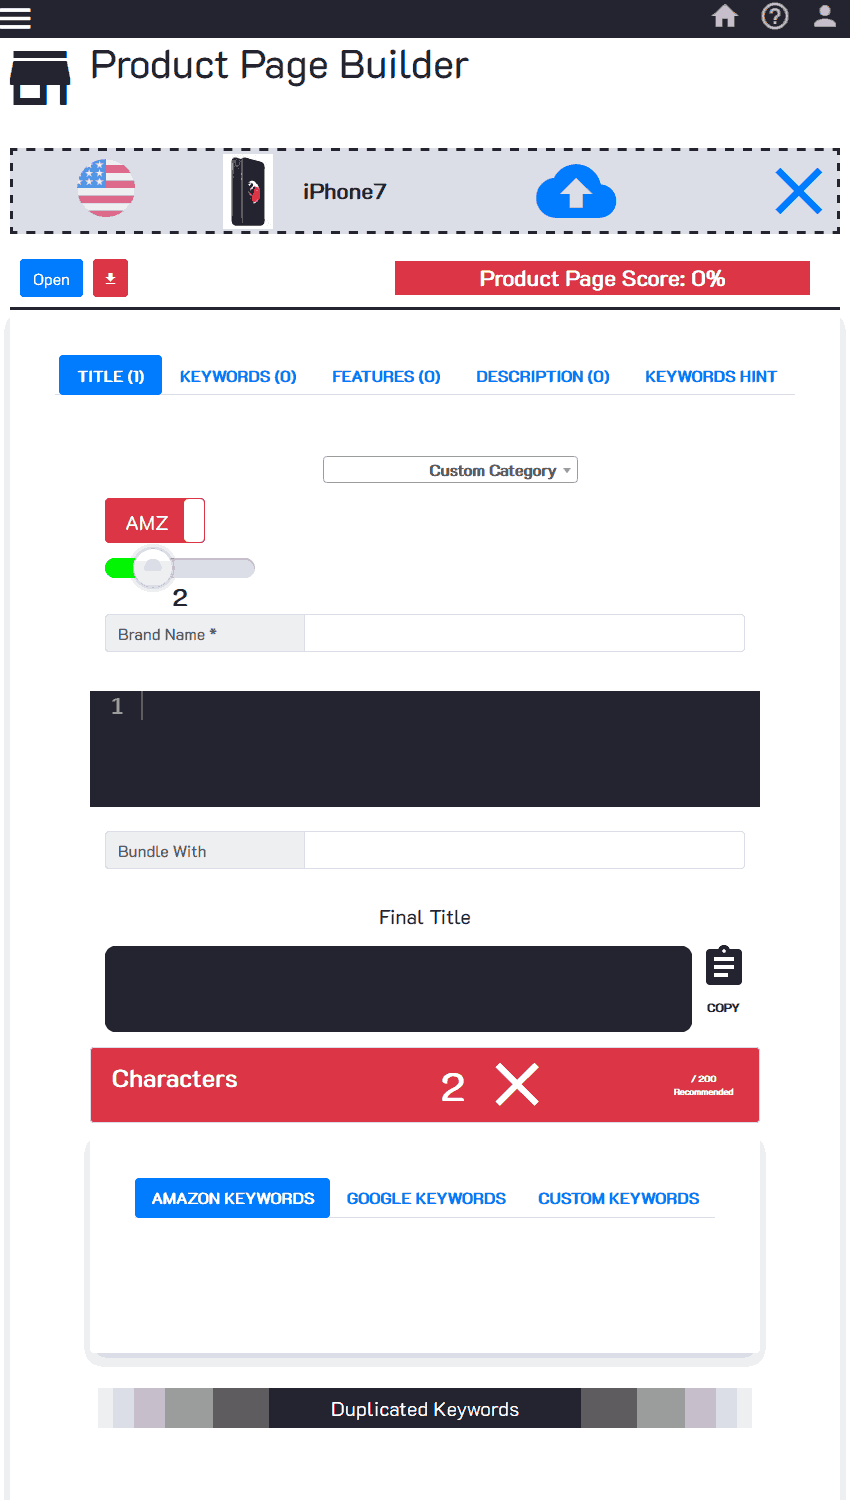 Product Page Builder
iPhone7
Open
Product Page Score: 0%
TITLE (1) KEYWORDS (0) FEATURES (0) DESCRIPTION (0) KEYWORDS HINT
Custom Category
AMZ
2
Brand Name *
1
Bundle With
Final Title
COPY
Characters 2 / 200
Recommended
AMAZON KEYWORDS GOOGLE KEYWORDS CUSTOM KEYWORDS
Duplicated Keywords